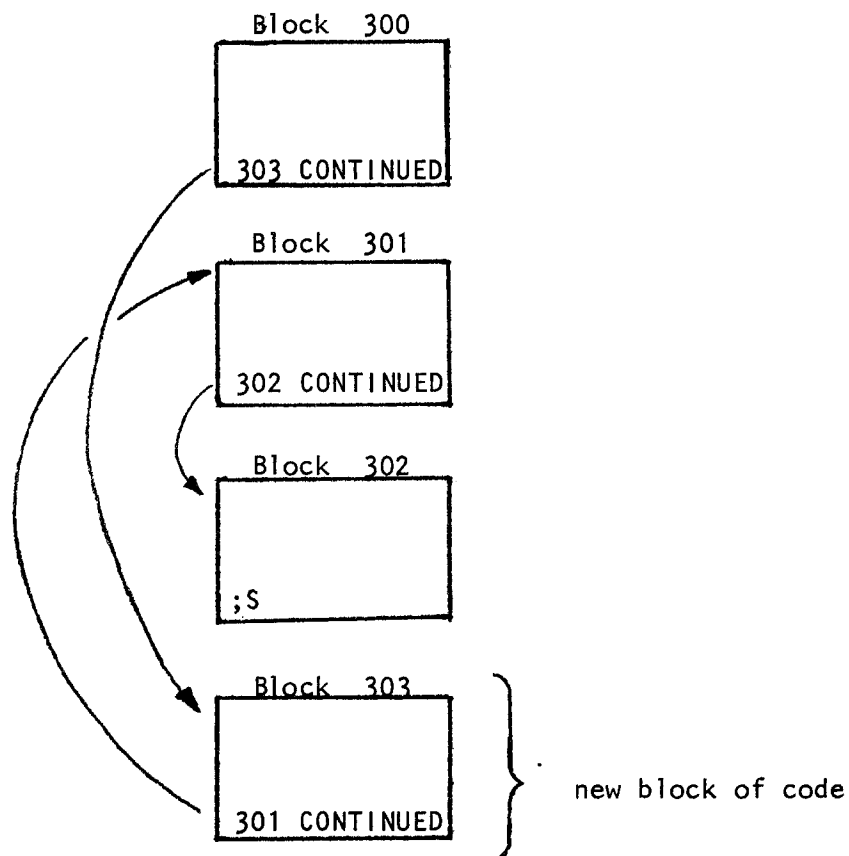 Block 300
303 CONTINUED
Block 301
302 CONTINUED
Block 302
;S
Block 303
new block of code
301 CONTINUED